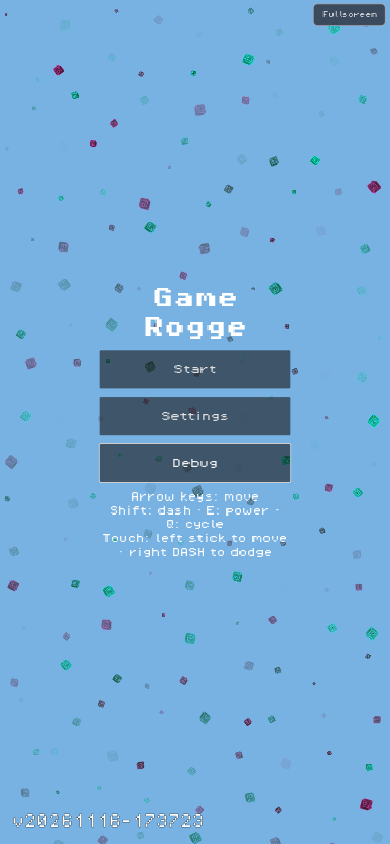 Fullscreen
Game
Rogge
Start
Settings
Debug
Arrow keys: move
Shift: dash · E: power ·
Q: cycle
Touch: left stick to move
· right DASH to dodge
v20261116-173723